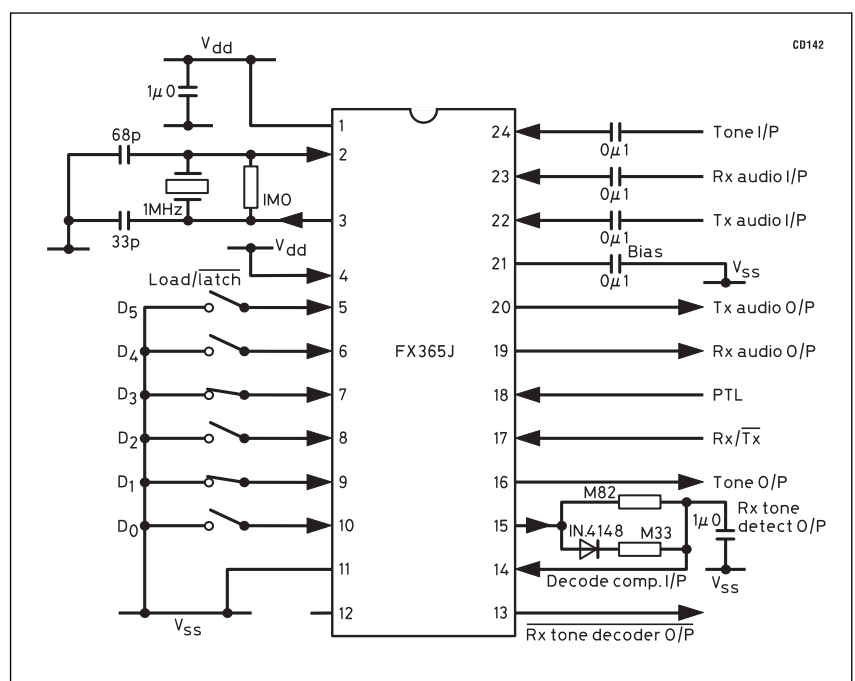 CD142
Vdd
1μ0
68p
1MHz
1M0
33p
Vdd
Load/latch
D5
D4
D3
D2
D1
D0
Vss
1
2
3
4
5
6
7
8
9
10
11
12
FX365J
24
23
22
21
20
19
18
17
16
15
14
13
0μ1
Tone I/P
0μ1
Rx audio I/P
0μ1
Tx audio I/P
Bias
0μ1
Vss
Tx audio O/P
Rx audio O/P
PTL
Rx/Tx
Tone O/P
M82
IN.4148
M33
1μ0
Rx tone
detect O/P
Vss
Decode comp. I/P
Rx tone decoder O/P